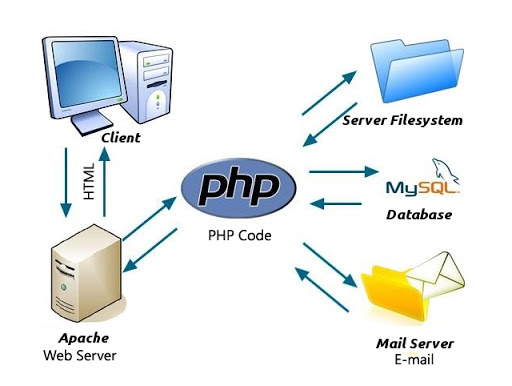 Client
Server Filesystem
HTML
php
MySQL
PHP Code
Database
Apache
Web Server
Mail Server
E-mail